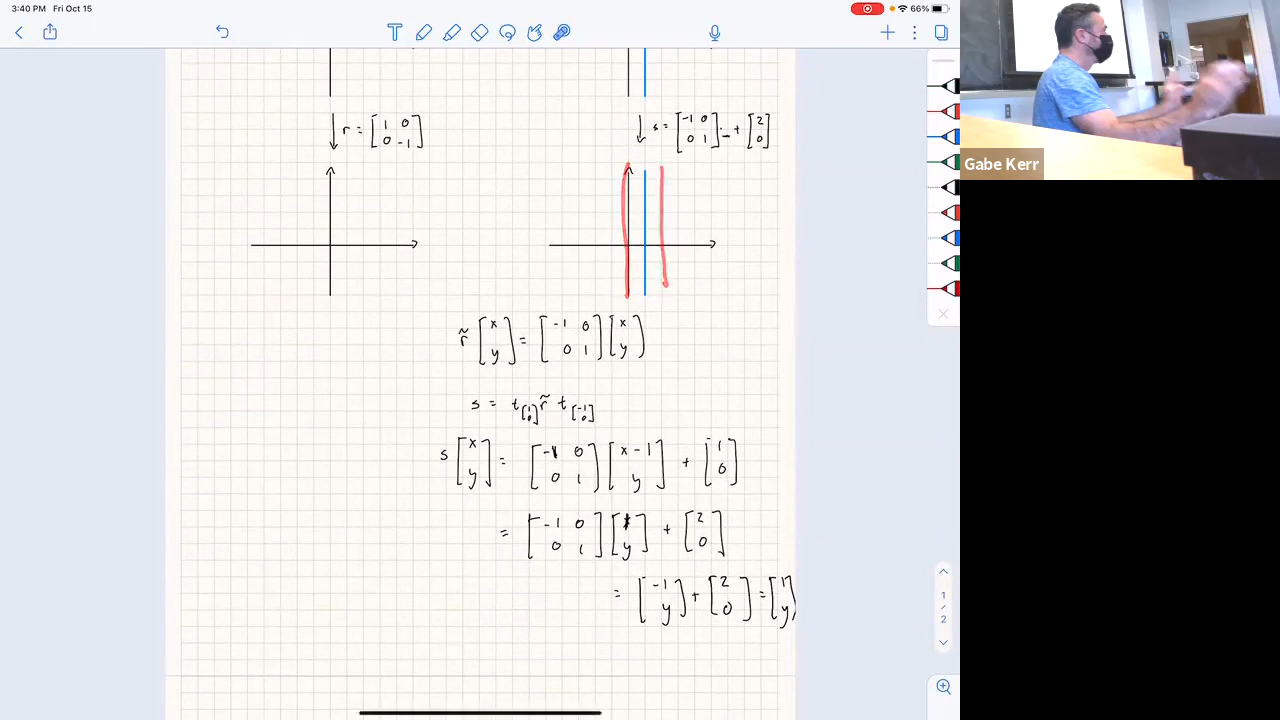 3:40 PM Fri Oct 15
66%
r = [1 0; 0 -1]
s = [-1 0; 0 1] _ + [2; 0]
r̃ [x; y] = [-1 0; 0 1] [x; y]
s = t[1; 0] r̃ t[-1; 0]
s [x; y] = [-1 0; 0 1] [x - 1; y] + [1; 0]
= [-1 0; 0 1] [1; y] + [2; 0]
= [-1; y] + [2; 0] = [1; y]
1 / 2
Gabe Kerr